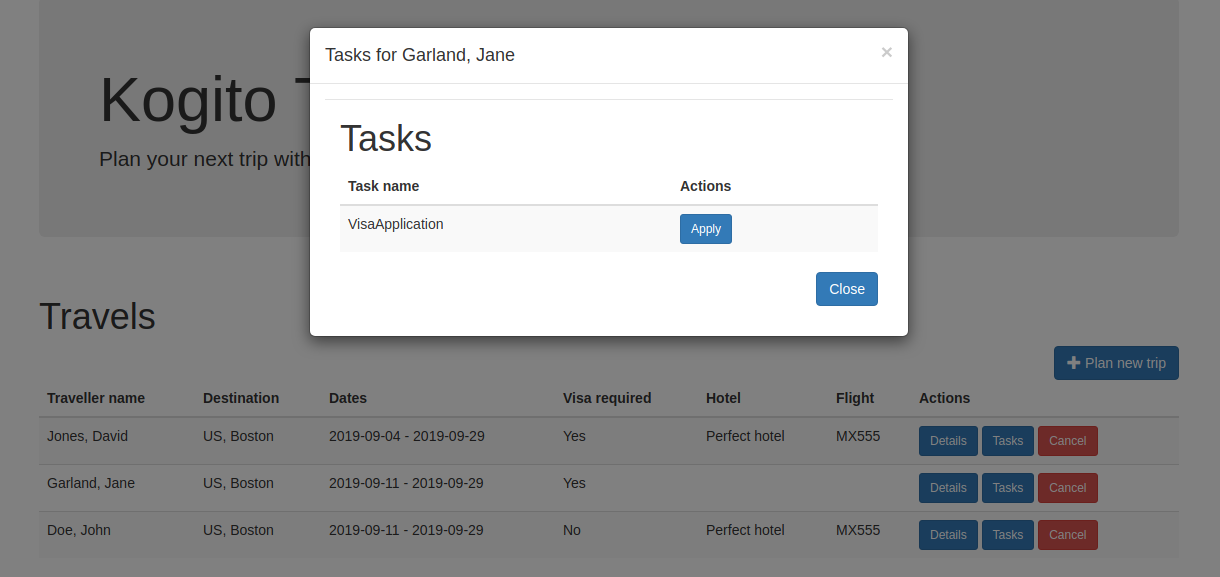 Tasks for Garland, Jane ×
Kogito
Plan your next trip with
Tasks
Task name Actions
VisaApplication Apply
Close
Travels
Plan new trip
Traveller name Destination Dates Visa required Hotel Flight Actions
Jones, David US, Boston 2019-09-04 - 2019-09-29 Yes Perfect hotel MX555 Details Tasks Cancel
Garland, Jane US, Boston 2019-09-11 - 2019-09-29 Yes Details Tasks Cancel
Doe, John US, Boston 2019-09-11 - 2019-09-29 No Perfect hotel MX555 Details Tasks Cancel